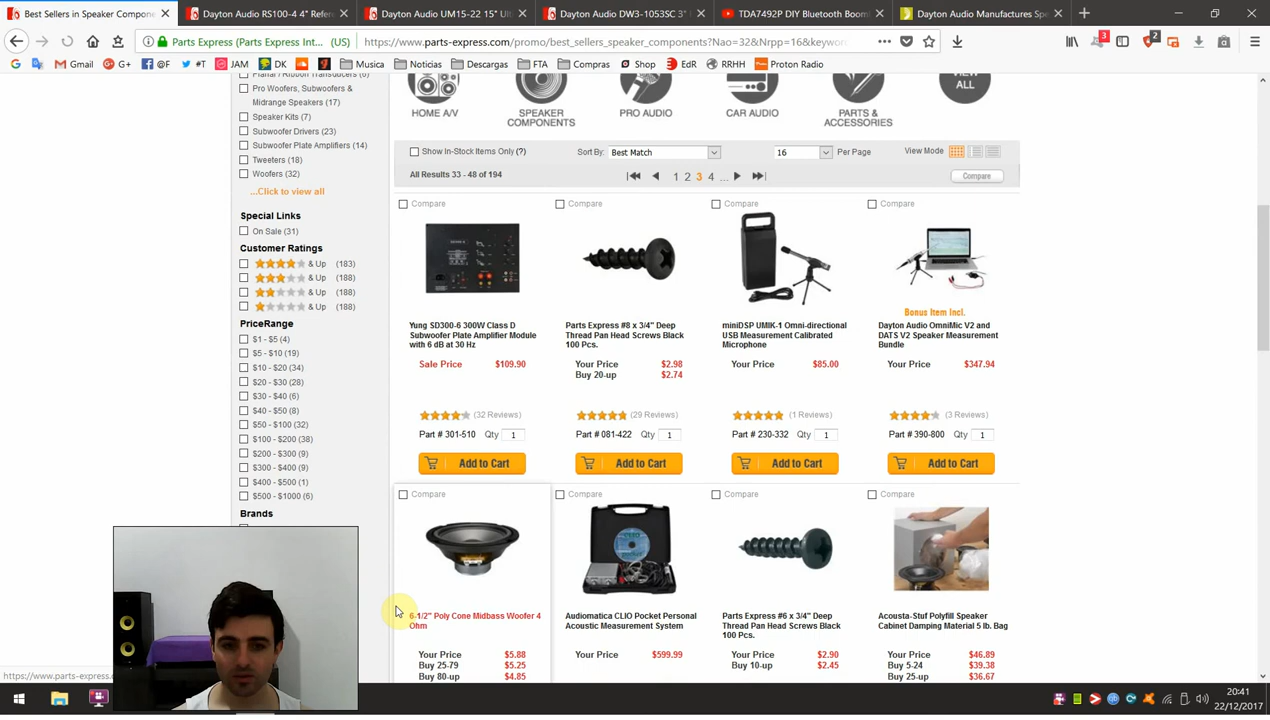 Best Sellers in Speaker Compone
Dayton Audio RS100-4 4" Refere
Dayton Audio UM15-22 15" Ult
Dayton Audio DW3-1053SC 3"
TDA7492P DIY Bluetooth Boom
Dayton Audio Manufactures Spe
Parts Express (Parts Express Int… (US)
https://www.parts-express.com/promo/best_sellers_speaker_components?Nao=32&Nrpp=16&keyword
3
2
G
Gmail
G+
@F
#T
JAM
DK
Musica
Noticias
Descargas
FTA
Compras
Shop
EdR
RRHH
Proton Radio
Planar / Ribbon Transducers (6)
Pro Woofers, Subwoofers &
Midrange Speakers (17)
Speaker Kits (7)
Subwoofer Drivers (23)
Subwoofer Plate Amplifiers (14)
Tweeters (18)
Woofers (32)
...Click to view all
Special Links
On Sale (31)
Customer Ratings
& Up (183)
& Up (188)
& Up (188)
& Up (188)
PriceRange
$1 - $5 (4)
$5 - $10 (19)
$10 - $20 (34)
$20 - $30 (28)
$30 - $40 (6)
$40 - $50 (8)
$50 - $100 (32)
$100 - $200 (38)
$200 - $300 (9)
$300 - $400 (9)
$400 - $500 (1)
$500 - $1000 (6)
Brands
HOME A/V
SPEAKER
COMPONENTS
PRO AUDIO
CAR AUDIO
PARTS &
ACCESSORIES
VIEW
ALL
Show In-Stock Items Only (?)
Sort By: Best Match
16 Per Page
View Mode
All Results 33 - 48 of 194
1 2 3 4 ...
Compare
Compare
Yung SD300-6 300W Class D
Subwoofer Plate Amplifier Module
with 6 dB at 30 Hz
Sale Price $109.90
(32 Reviews)
Part # 301-510 Qty 1
Add to Cart
Compare
Parts Express #8 x 3/4" Deep
Thread Pan Head Screws Black
100 Pcs.
Your Price $2.98
Buy 20-up $2.74
(29 Reviews)
Part # 081-422 Qty 1
Add to Cart
Compare
miniDSP UMIK-1 Omni-directional
USB Measurement Calibrated
Microphone
Your Price $85.00
(1 Reviews)
Part # 230-332 Qty 1
Add to Cart
Compare
Bonus Item Incl.
Dayton Audio OmniMic V2 and
DATS V2 Speaker Measurement
Bundle
Your Price $347.94
(3 Reviews)
Part # 390-800 Qty 1
Add to Cart
Compare
6-1/2" Poly Cone Midbass Woofer 4
Ohm
Your Price $5.88
Buy 25-79 $5.25
Buy 80-up $4.85
Compare
Audiomatica CLIO Pocket Personal
Acoustic Measurement System
Your Price $599.99
Compare
Parts Express #6 x 3/4" Deep
Thread Pan Head Screws Black
100 Pcs.
Your Price $2.90
Buy 10-up $2.45
Compare
Acousta-Stuf Polyfill Speaker
Cabinet Damping Material 5 lb. Bag
Your Price $46.89
Buy 5-24 $39.38
Buy 25-up $36.67
https://www.parts-express
20:41
22/12/2017